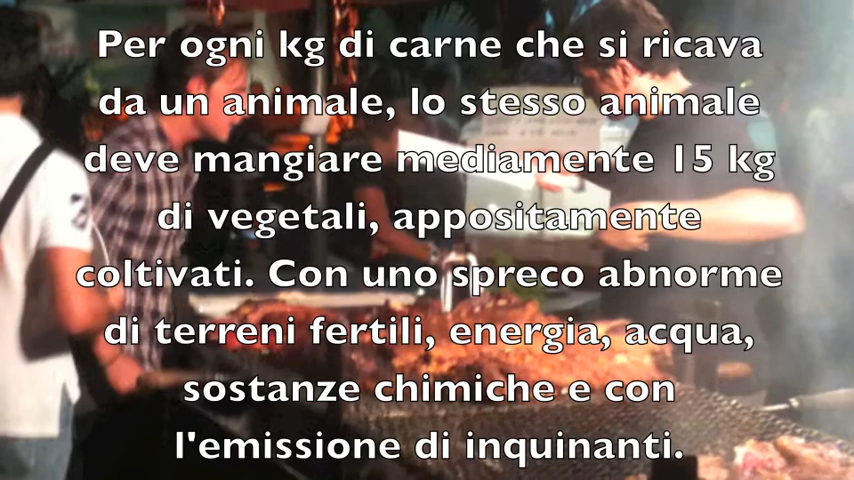 Per ogni kg di carne che si ricava
da un animale, lo stesso animale
deve mangiare mediamente 15 kg
di vegetali, appositamente
coltivati. Con uno spreco abnorme
di terreni fertili, energia, acqua,
sostanze chimiche e con
l'emissione di inquinanti.